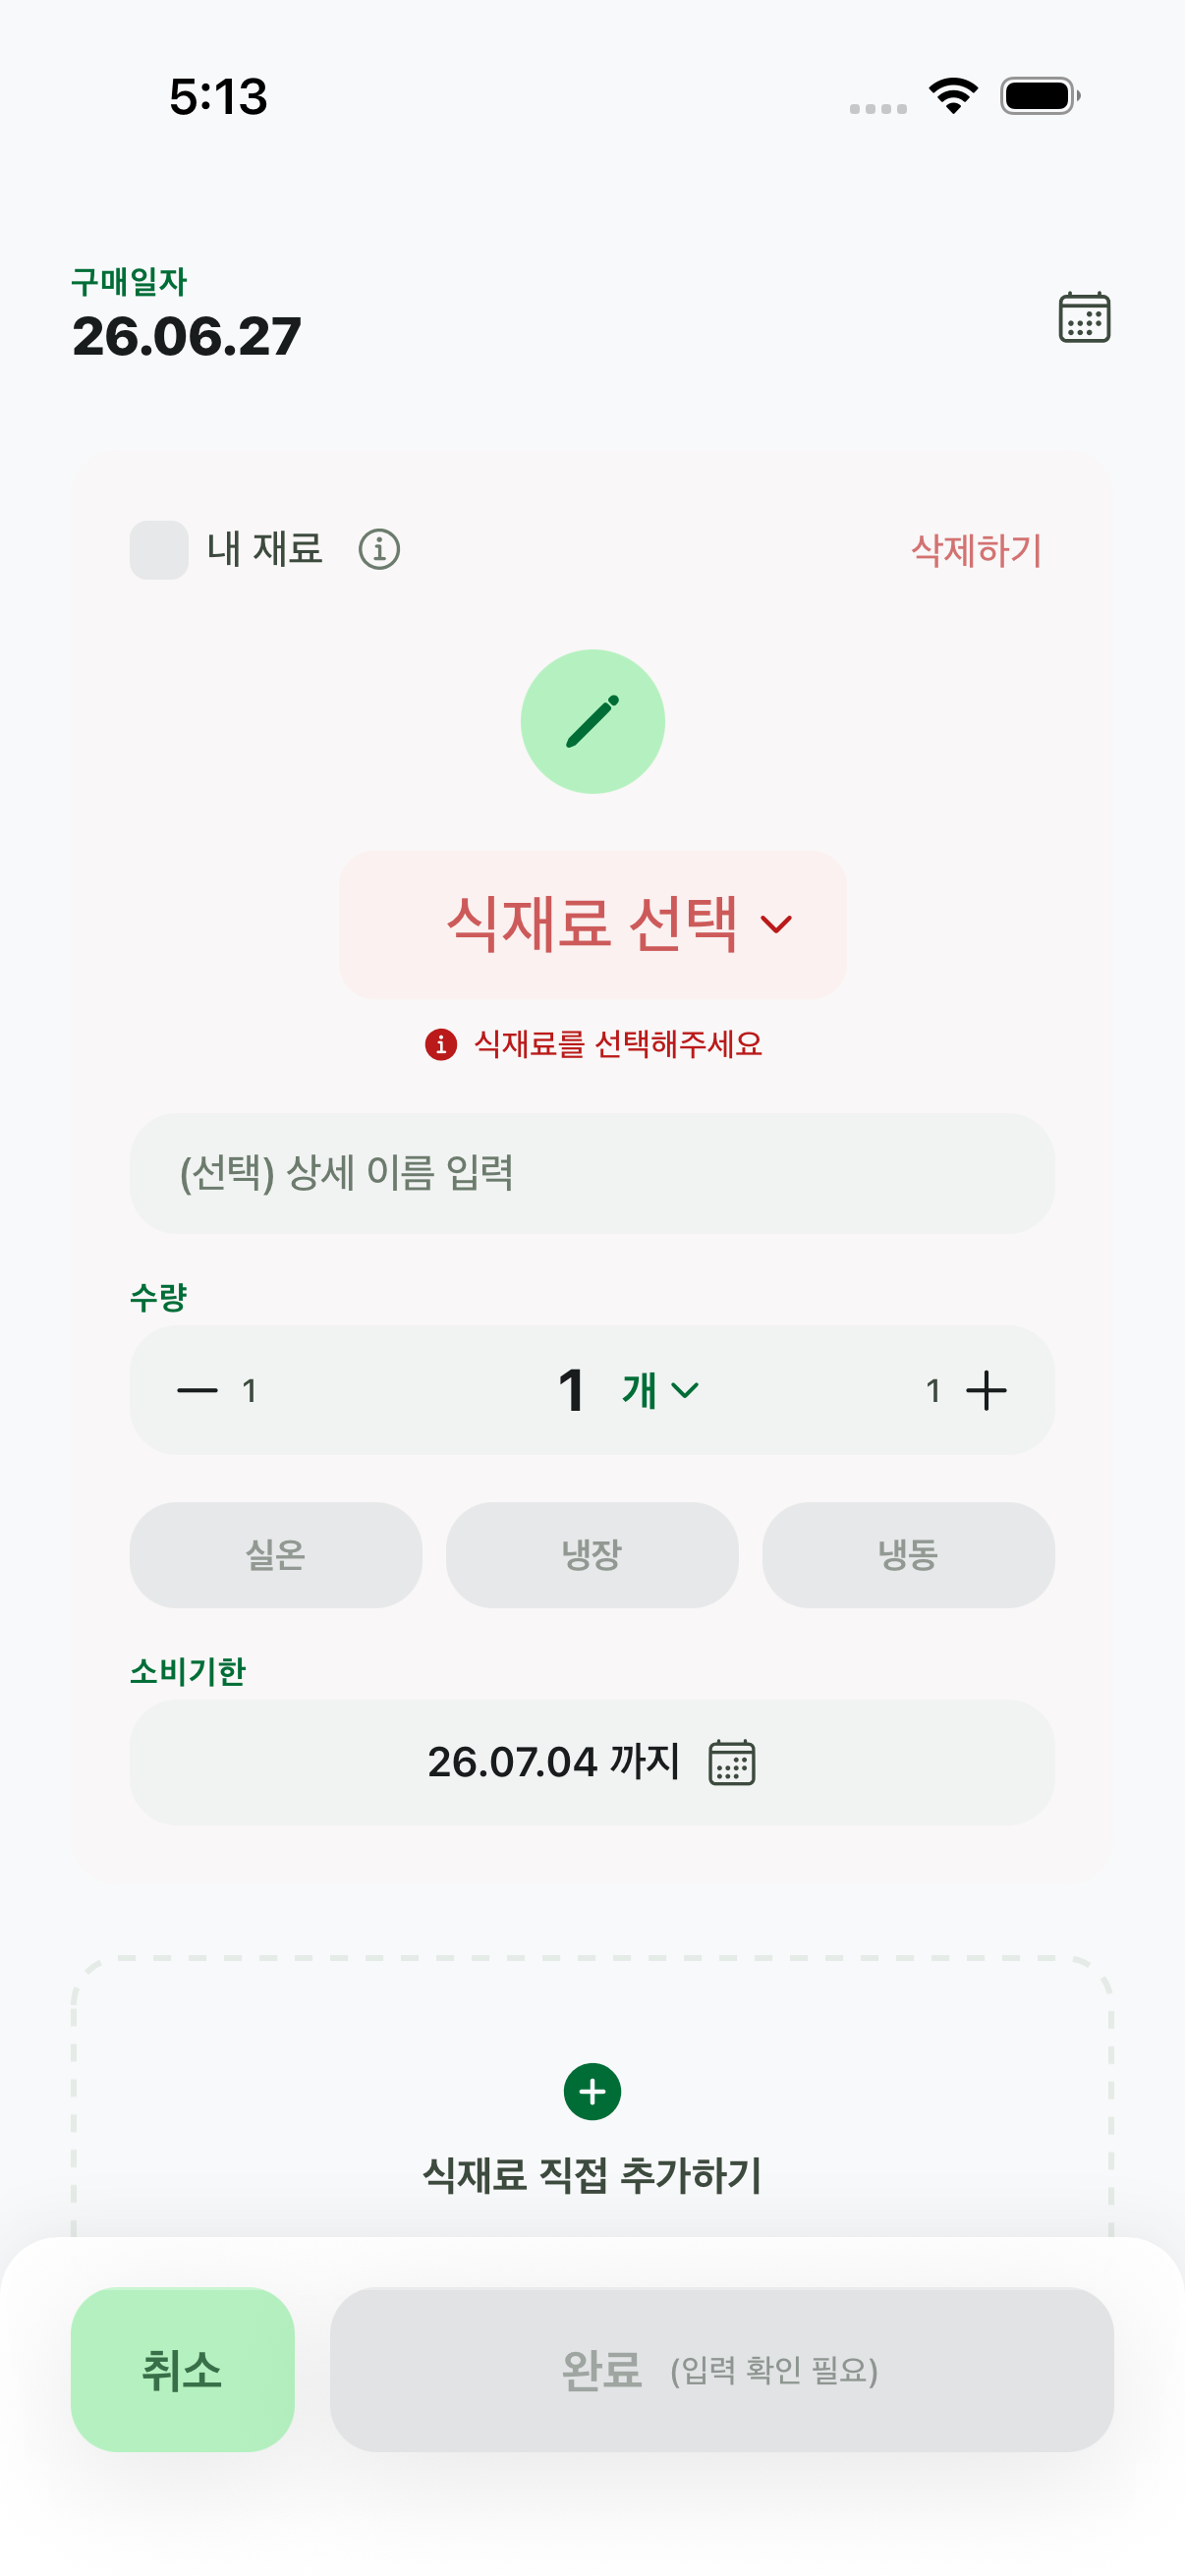 5:13
구매일자
26.06.27
내 재료
삭제하기
식재료 선택
식재료를 선택해주세요
(선택) 상세 이름 입력
수량
1 1 개 1
실온 냉장 냉동
소비기한
26.07.04 까지
식재료 직접 추가하기
취소 완료 (입력 확인 필요)